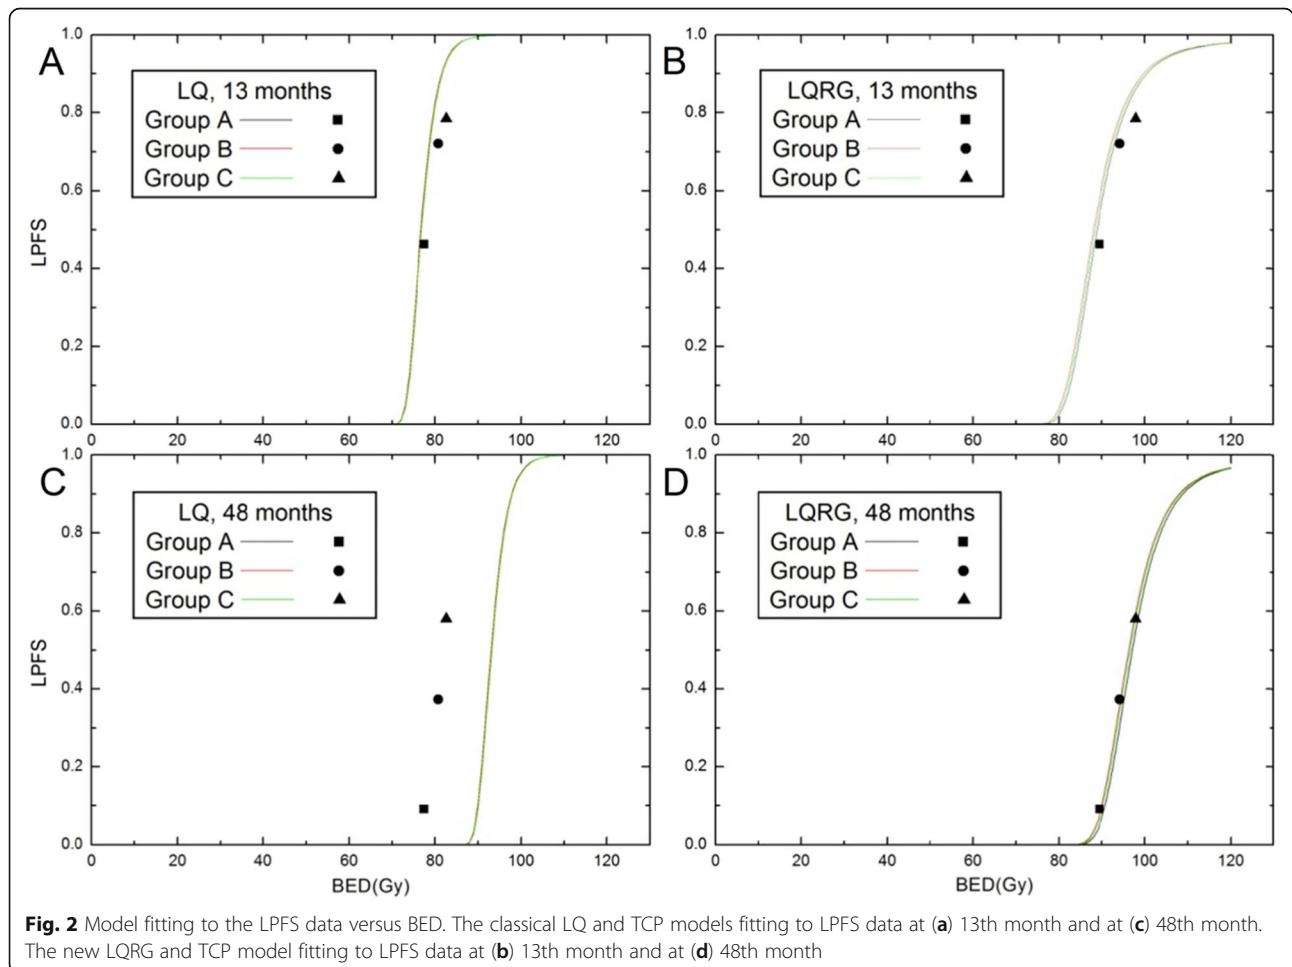 A
LQ, 13 months
Group A
Group B
Group C
LPFS
1.0
0.8
0.6
0.4
0.2
0.0
0 20 40 60 80 100 120
B
LQRG, 13 months
Group A
Group B
Group C
1.0
0.8
0.6
0.4
0.2
0.0
0 20 40 60 80 100 120
C
LQ, 48 months
Group A
Group B
Group C
LPFS
1.0
0.8
0.6
0.4
0.2
0.0
0 20 40 60 80 100 120
BED(Gy)
D
LQRG, 48 months
Group A
Group B
Group C
1.0
0.8
0.6
0.4
0.2
0.0
0 20 40 60 80 100 120
BED(Gy)
Fig. 2 Model fitting to the LPFS data versus BED. The classical LQ and TCP models fitting to LPFS data at (a) 13th month and at (c) 48th month.
The new LQRG and TCP model fitting to LPFS data at (b) 13th month and at (d) 48th month